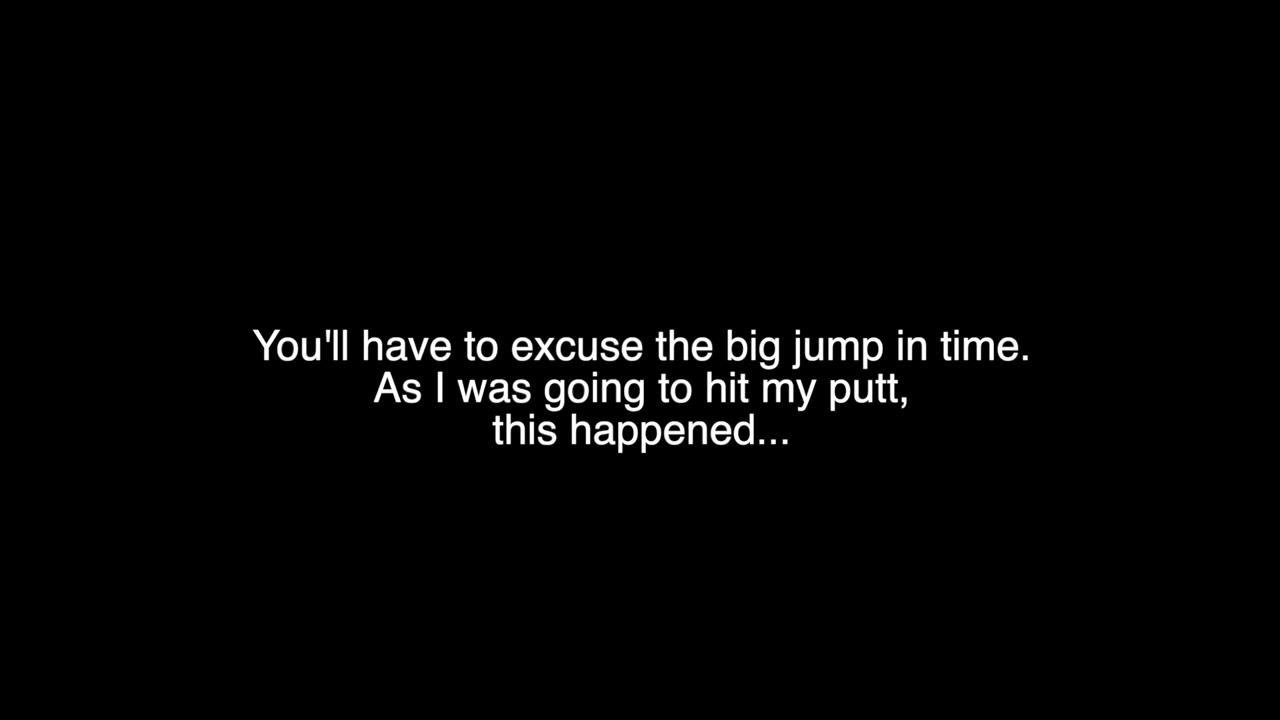 You'll have to excuse the big jump in time.
As I was going to hit my putt,
this happened...